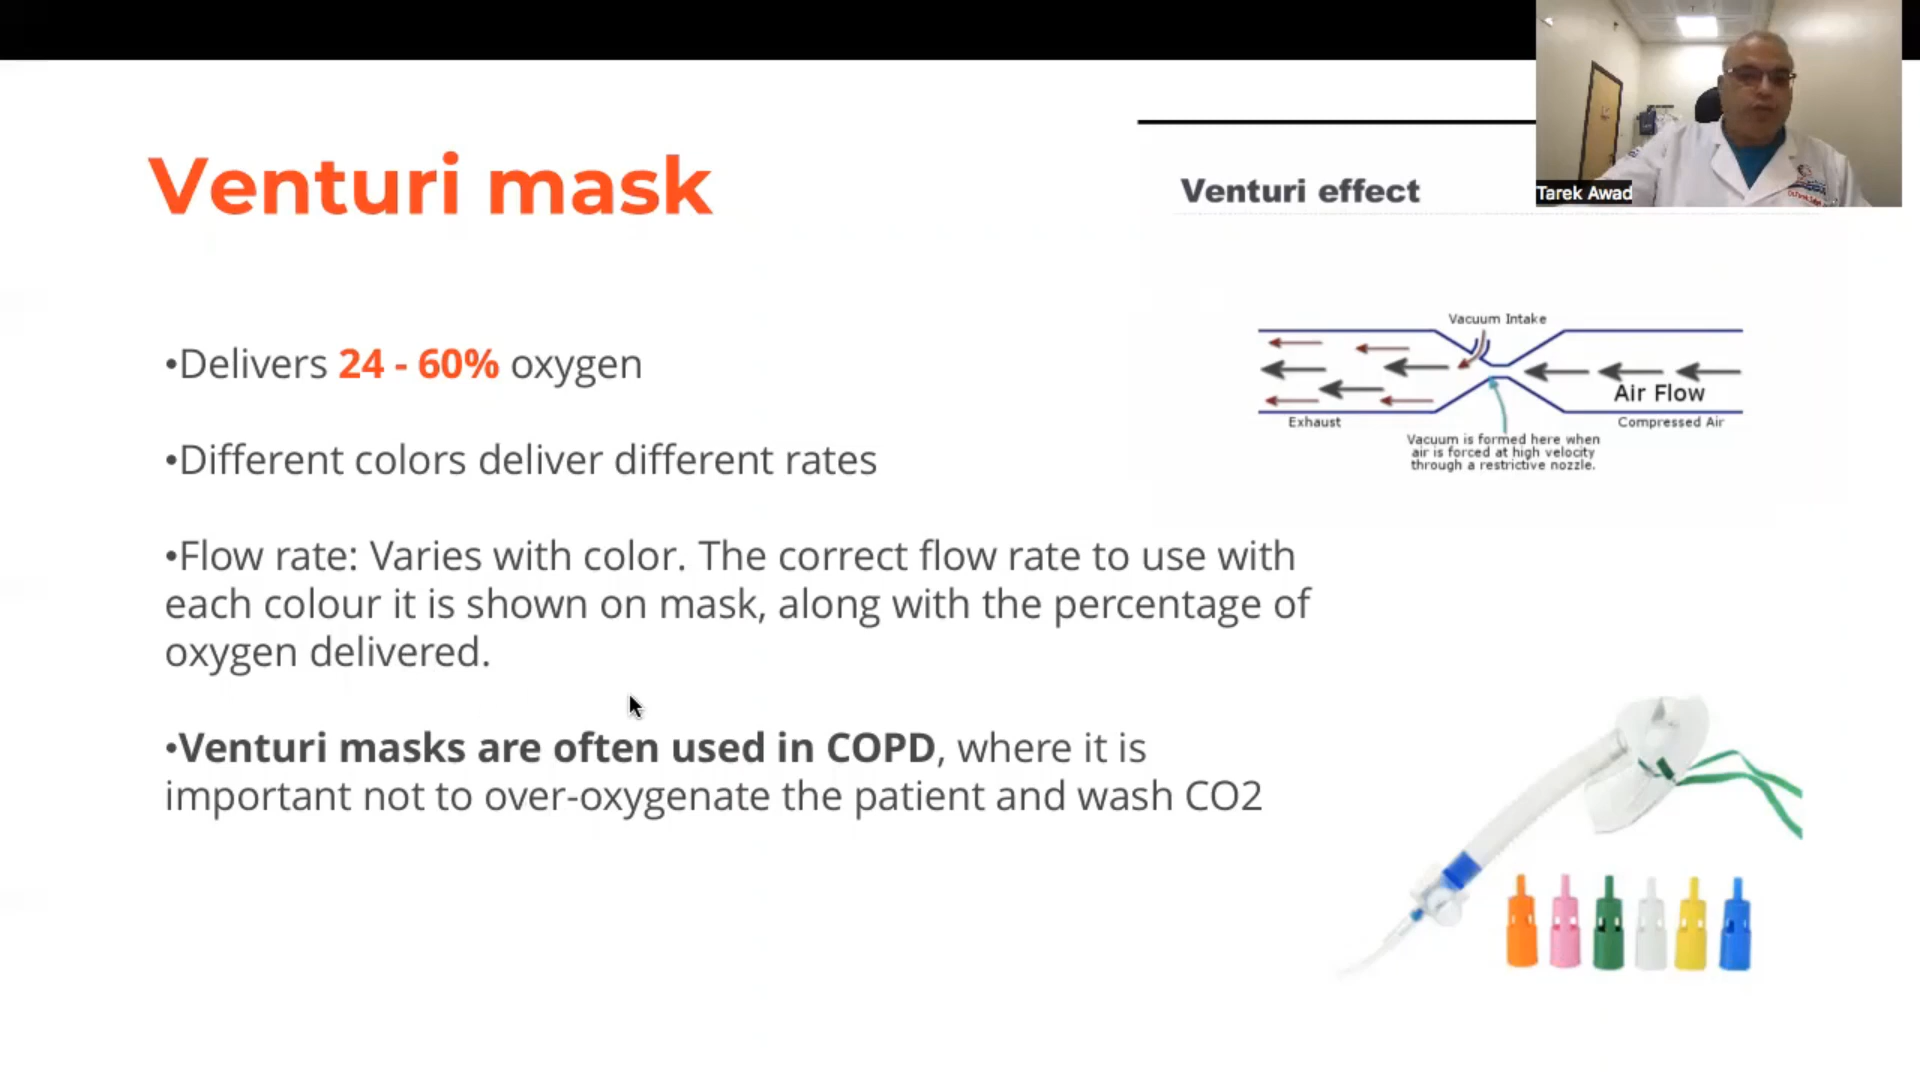 Venturi mask
•Delivers 24 - 60% oxygen
•Different colors deliver different rates
•Flow rate: Varies with color. The correct flow rate to use with
each colour it is shown on mask, along with the percentage of
oxygen delivered.
•Venturi masks are often used in COPD, where it is
important not to over-oxygenate the patient and wash CO2
Venturi effect
Vacuum Intake
Air Flow
Exhaust
Compressed Air
Vacuum is formed here when
air is forced at high velocity
through a restrictive nozzle.
Tarek Awad